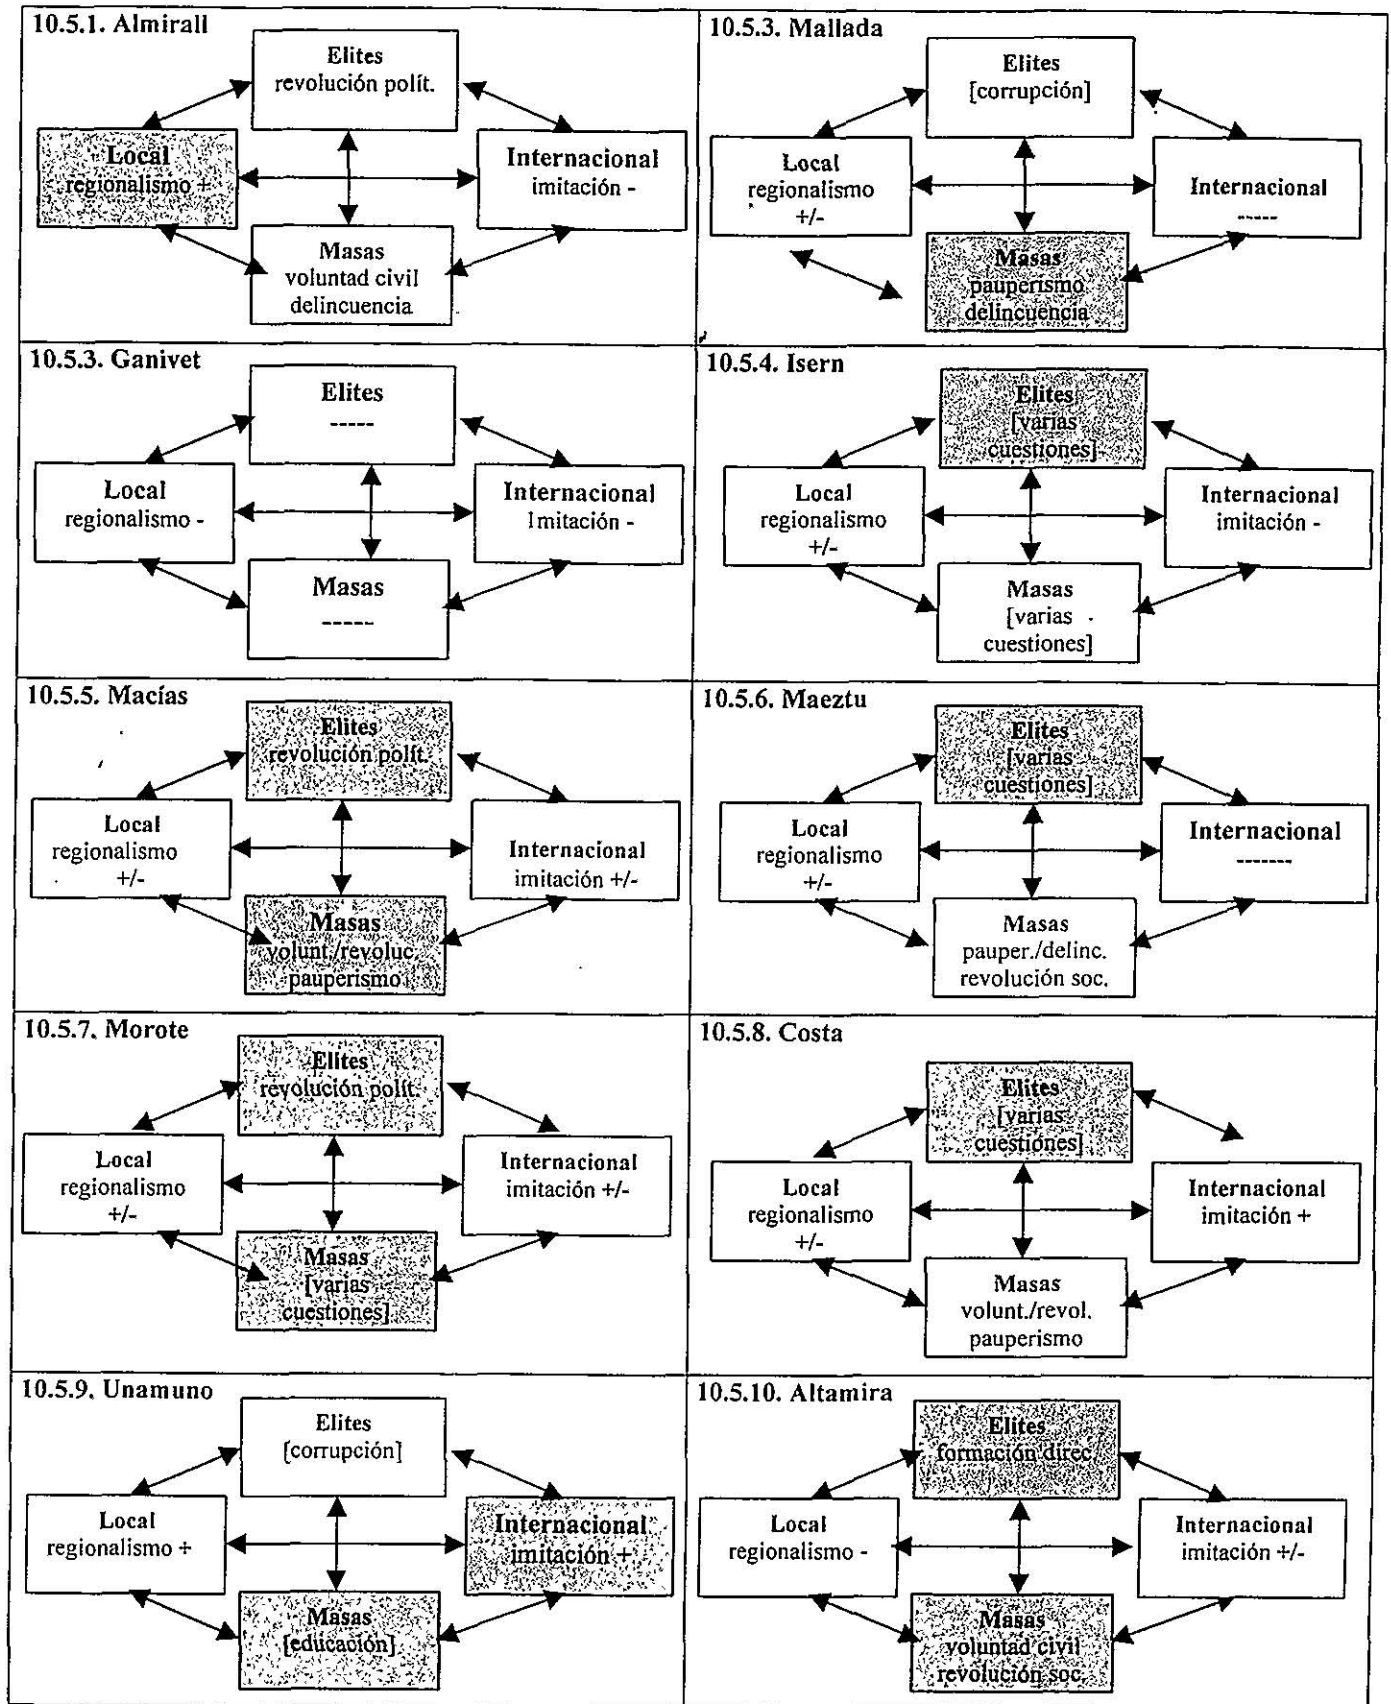 10.5.1. Almirall
Elites
revolución polít.
Local
regionalismo +
Internacional
imitación -
Masas
voluntad civil
delincuencia
10.5.3. Mallada
Elites
[corrupción]
Local
regionalismo
+/-
Internacional
-----
Masas
pauperismo
delincuencia
10.5.3. Ganivet
Elites
-----
Local
regionalismo -
Internacional
Imitación -
Masas
-----
10.5.4. Isern
Elites
[varias
cuestiones]
Local
regionalismo
+/-
Internacional
imitación -
Masas
[varias
cuestiones]
10.5.5. Macías
Elites
revolución polít.
Local
regionalismo
+/-
Internacional
imitación +/-
Masas
volunt./revoluc.
pauperismo
10.5.6. Maeztu
Elites
[varias
cuestiones]
Local
regionalismo
+/-
Internacional
-------
Masas
pauper./delinc.
revolución soc.
10.5.7. Morote
Elites
revolución polít.
Local
regionalismo
+/-
Internacional
imitación +/-
Masas
[varias
cuestiones]
10.5.8. Costa
Elites
[varias
cuestiones]
Local
regionalismo
+/-
Internacional
imitación +
Masas
volunt./revol.
pauperismo
10.5.9. Unamuno
Elites
[corrupción]
Local
regionalismo +
Internacional
imitación +
Masas
[educación]
10.5.10. Altamira
Elites
formación direc.
Local
regionalismo -
Internacional
imitación +/-
Masas
voluntad civil
revolución soc.